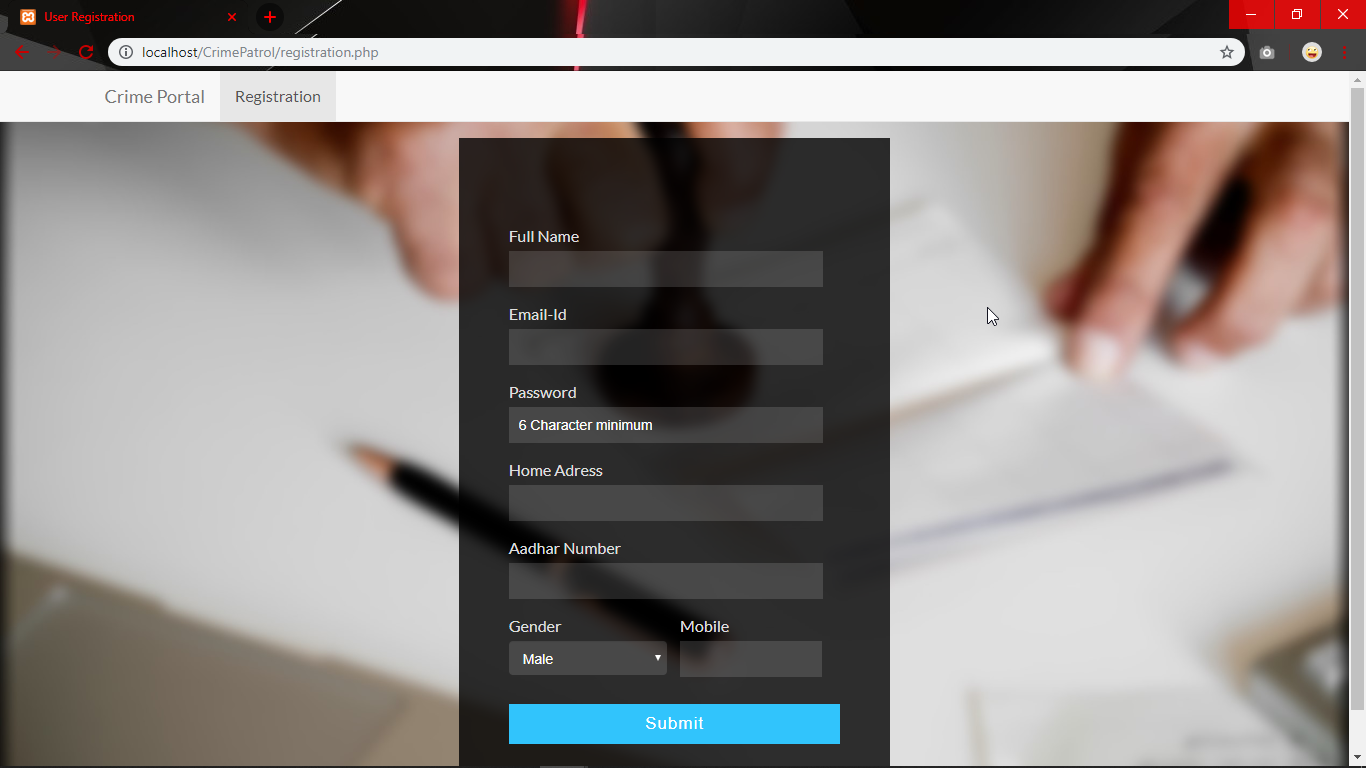 User Registration
localhost/CrimePatrol/registration.php
Crime Portal Registration
Full Name
Email-Id
Password
6 Character minimum
Home Adress
Aadhar Number
Gender Mobile
Male
Submit